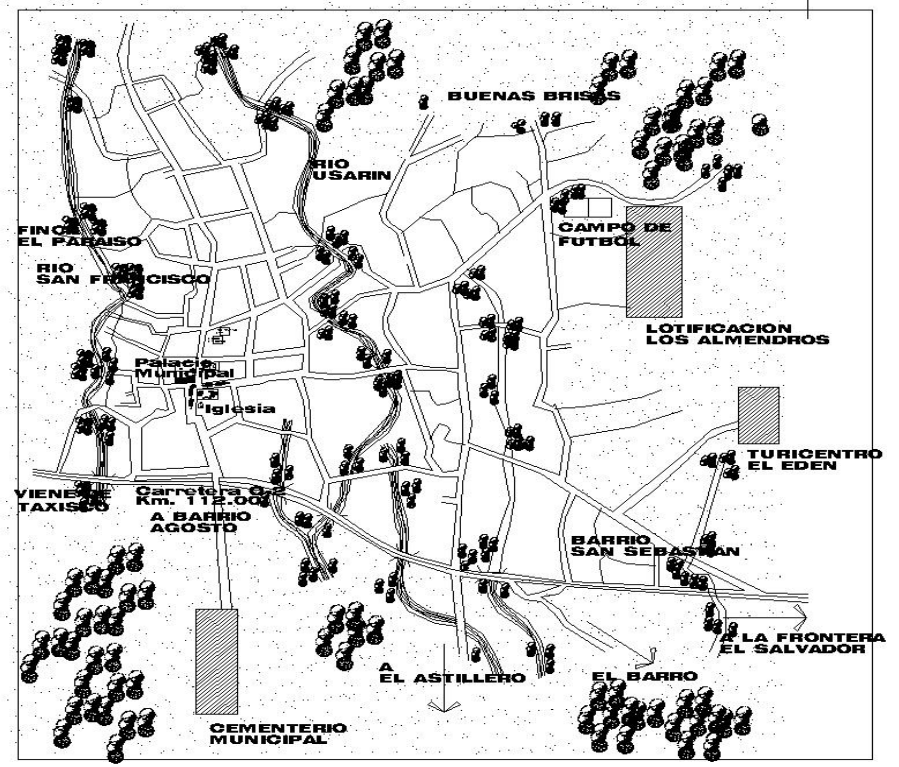 BUENAS BRISAS
RIO
USARIN
FINCA
EL PARAISO
CAMPO DE
FUTBOL
RIO
SAN FRANCISCO
LOTIFICACION
LOS ALMENDROS
Palacio
Municipal
Iglesia
TURICENTRO
EL EDEN
VIENE DE
TAXISCO
Carretera C-2
Km. 112.00
A BARRIO
AGOSTO
BARRIO
SAN SEBASTIAN
A LA FRONTERA
EL SALVADOR
A
EL ASTILLERO
EL BARRO
CEMENTERIO
MUNICIPAL